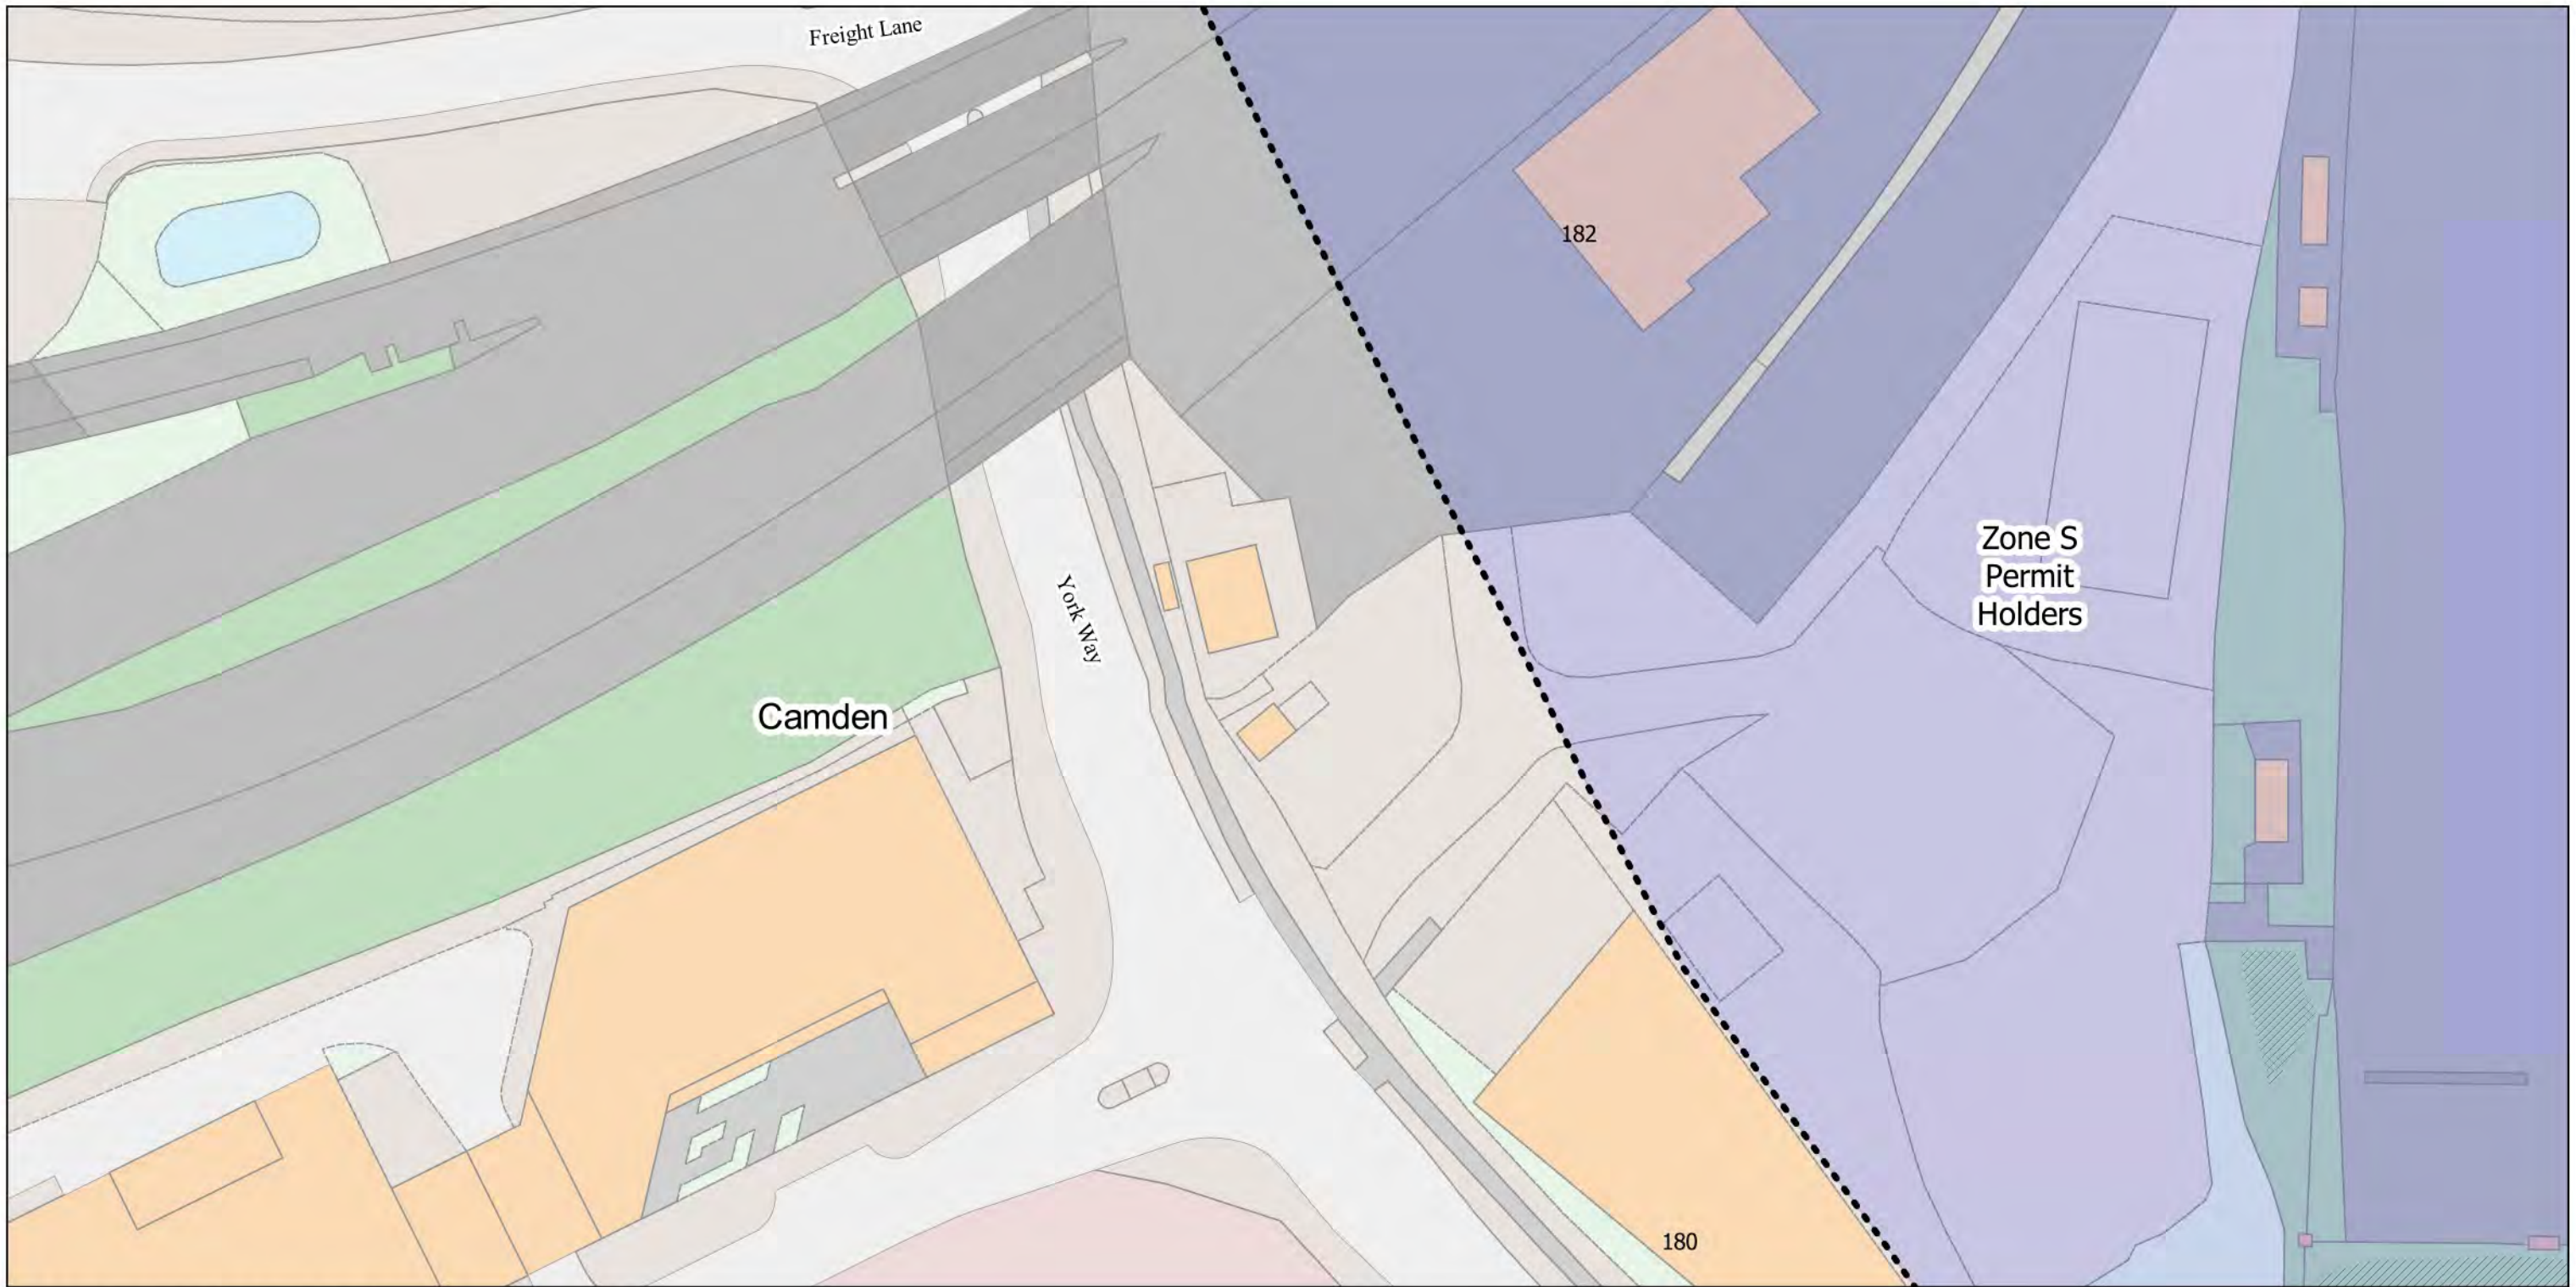 Freight Lane
182
Zone S
Permit
Holders
York Way
Camden
180